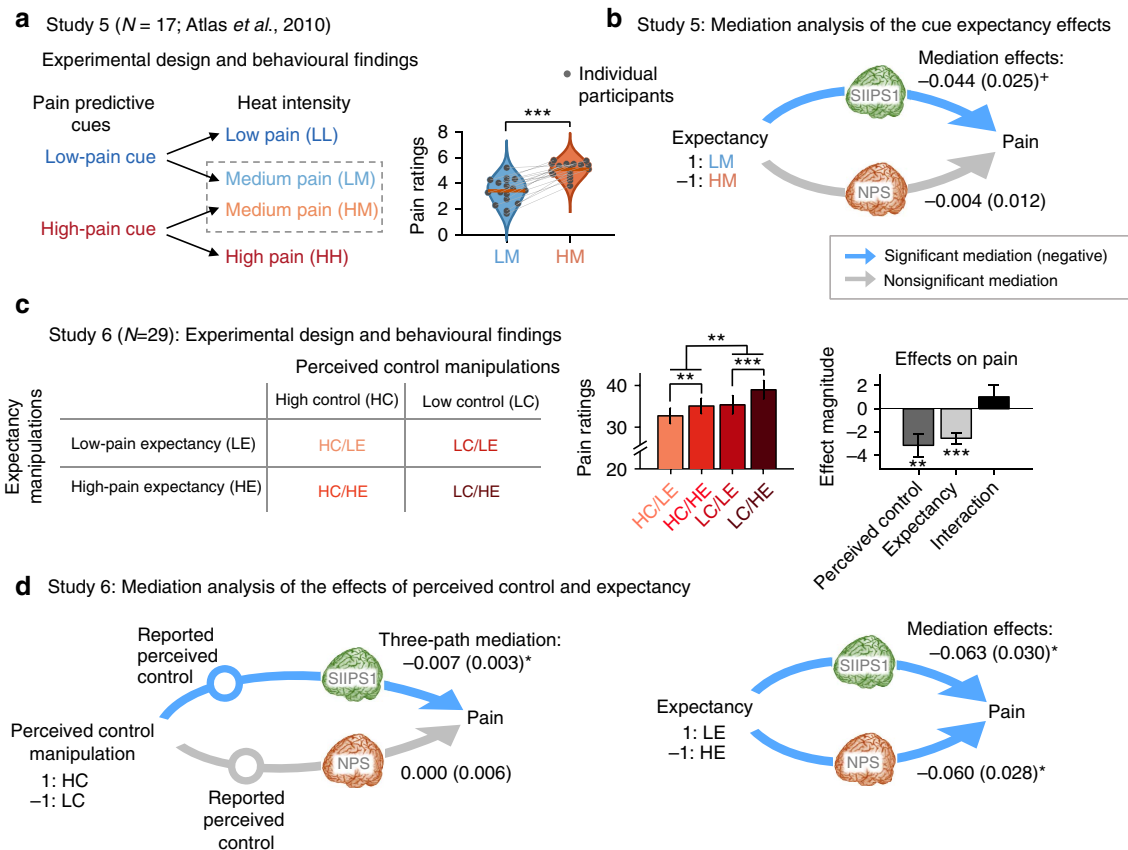 a Study 5 (N = 17; Atlas et al., 2010)
Experimental design and behavioural findings
Pain predictive
cues
Heat intensity
Low-pain cue
High-pain cue
Low pain (LL)
Medium pain (LM)
Medium pain (HM)
High pain (HH)
Individual
participants
***
Pain ratings
8
6
4
2
0
LM
HM
b Study 5: Mediation analysis of the cue expectancy effects
Mediation effects:
–0.044 (0.025)+
SIIPS1
Expectancy
1: LM
–1: HM
Pain
NPS
–0.004 (0.012)
Significant mediation (negative)
Nonsignificant mediation
c
Study 6 (N=29): Experimental design and behavioural findings
Perceived control manipulations
Expectancy
manipulations
High control (HC)
Low control (LC)
Low-pain expectancy (LE)
HC/LE
LC/LE
High-pain expectancy (HE)
HC/HE
LC/HE
**
**
***
Pain ratings
40
30
20
HC/LE
HC/HE
LC/LE
LC/HE
Effects on pain
Effect magnitude
2
0
–2
–4
**
***
Perceived control
Expectancy
Interaction
d Study 6: Mediation analysis of the effects of perceived control and expectancy
Reported
perceived
control
Three-path mediation:
–0.007 (0.003)*
SIIPS1
Perceived control
manipulation
1: HC
–1: LC
Pain
NPS
0.000 (0.006)
Reported
perceived
control
Mediation effects:
–0.063 (0.030)*
SIIPS1
Expectancy
1: LE
–1: HE
Pain
NPS
–0.060 (0.028)*